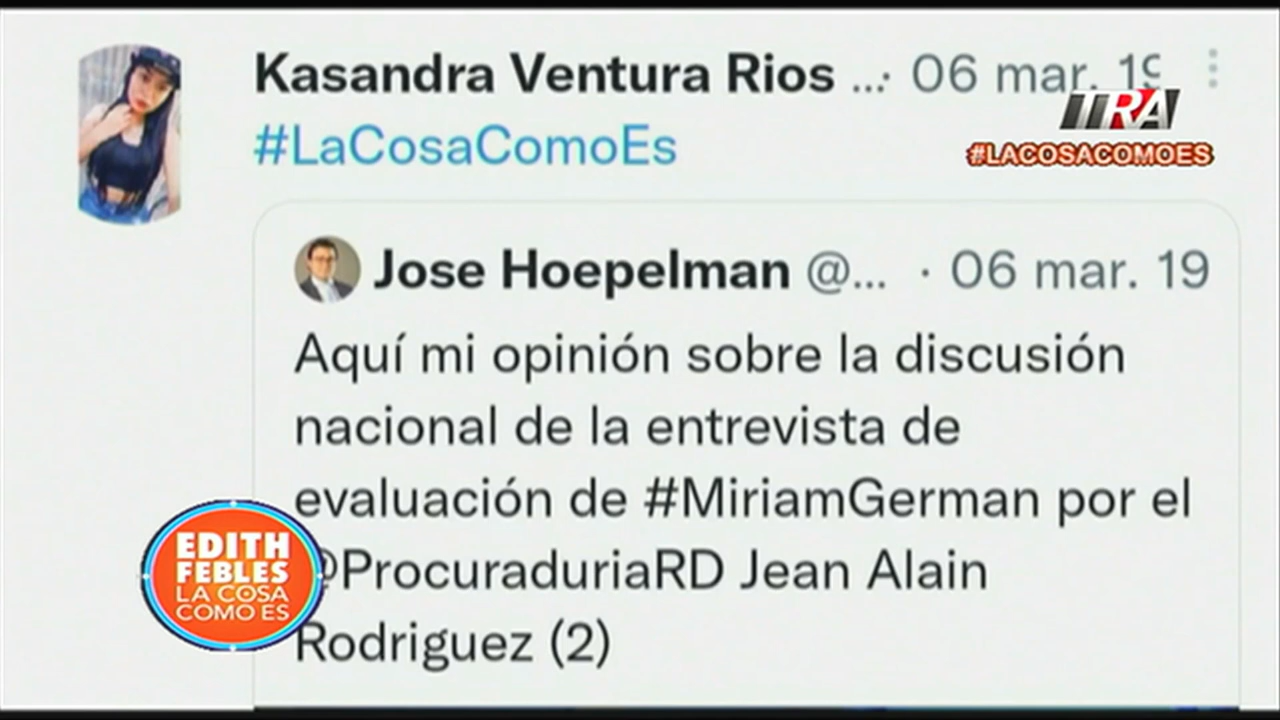 Kasandra Ventura Rios ...· 06 mar. 19
#LaCosaComoEs
TRA
#LACOSACOMOES
Jose Hoepelman @... · 06 mar. 19
Aquí mi opinión sobre la discusión
nacional de la entrevista de
evaluación de #MiriamGerman por el
@ProcuraduriaRD Jean Alain
Rodriguez (2)
EDITH
FEBLES
LA COSA
COMO ES